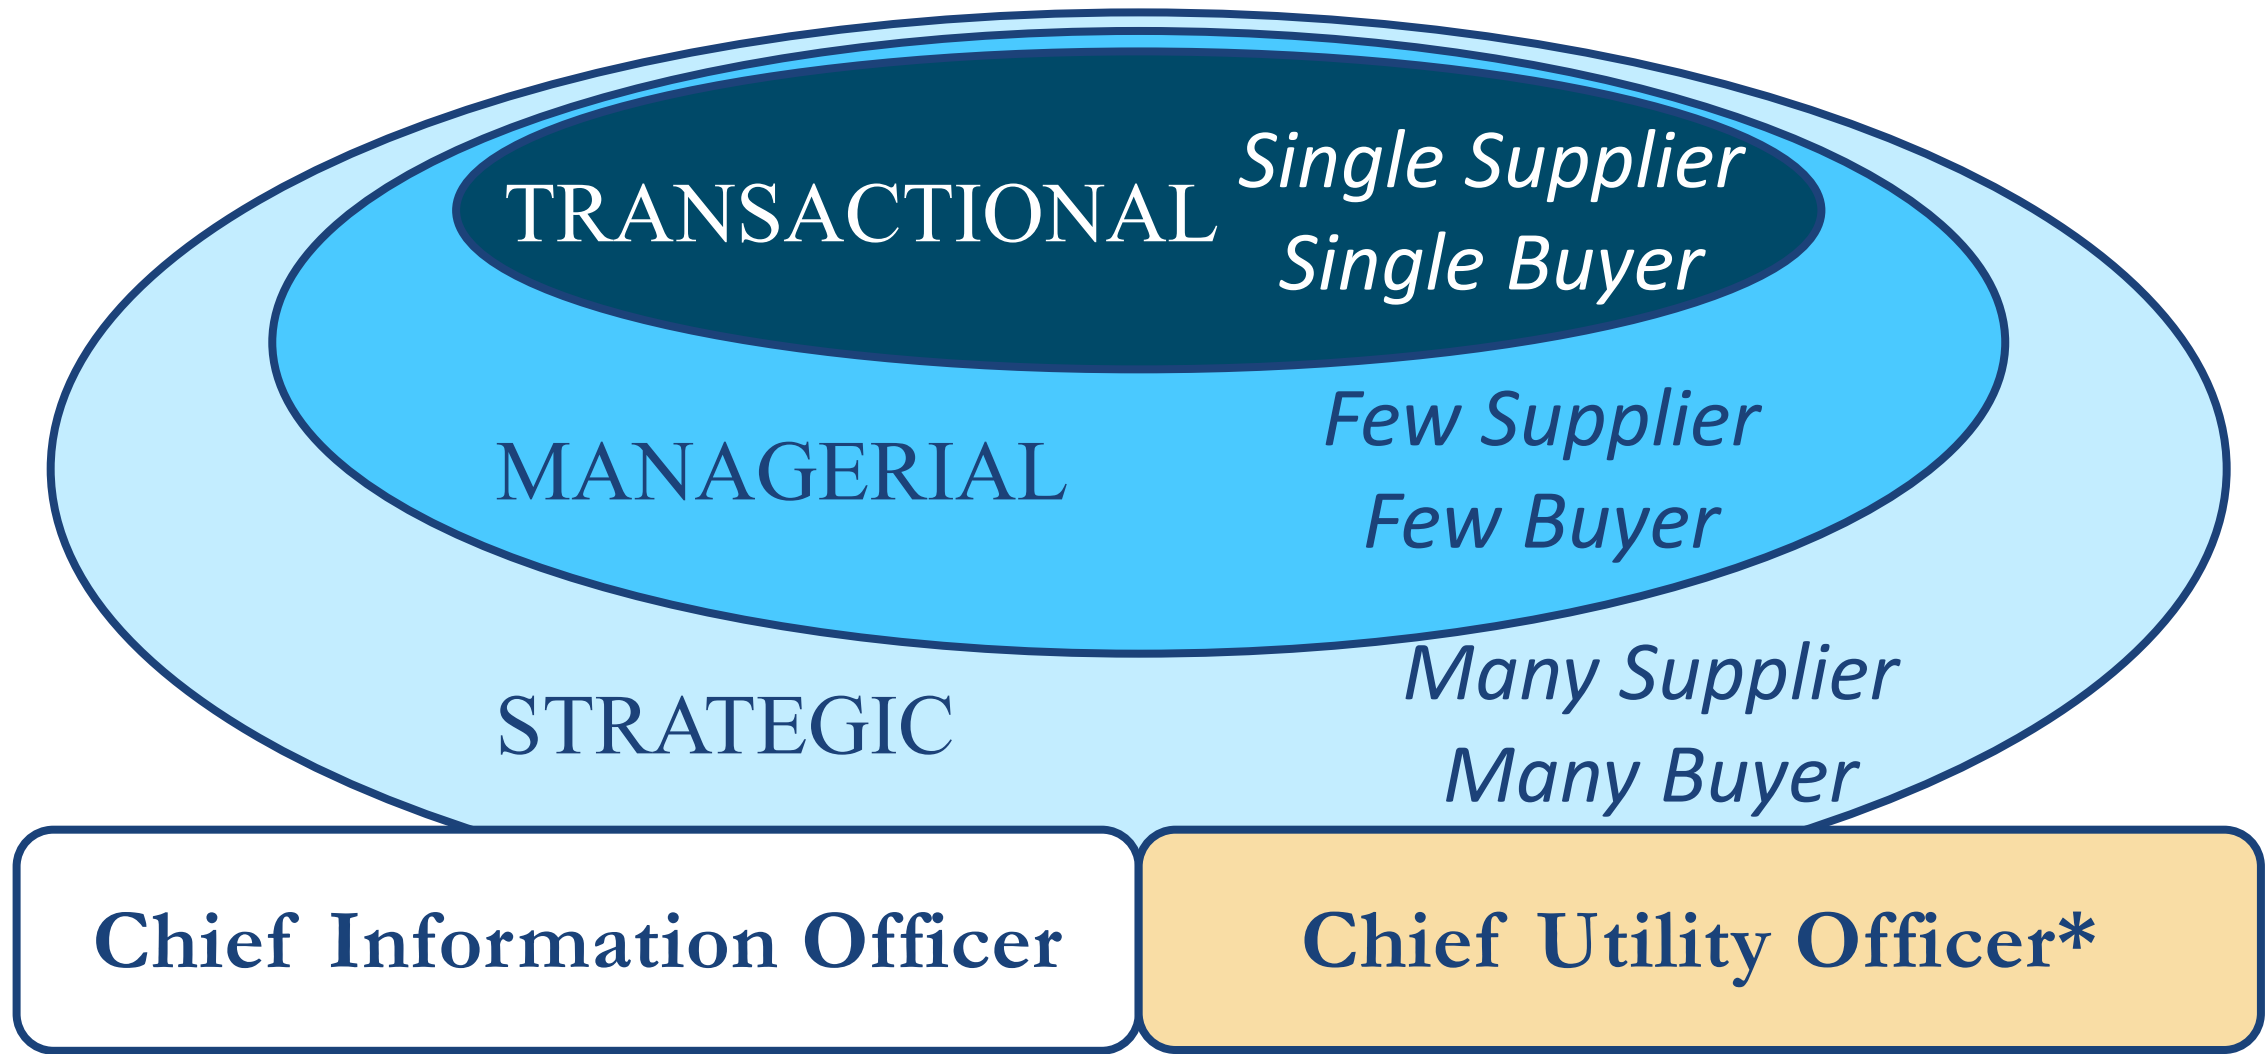 TRANSACTIONAL
Single Supplier
Single Buyer
MANAGERIAL
Few Supplier
Few Buyer
STRATEGIC
Many Supplier
Many Buyer
Chief Information Officer
Chief Utility Officer*